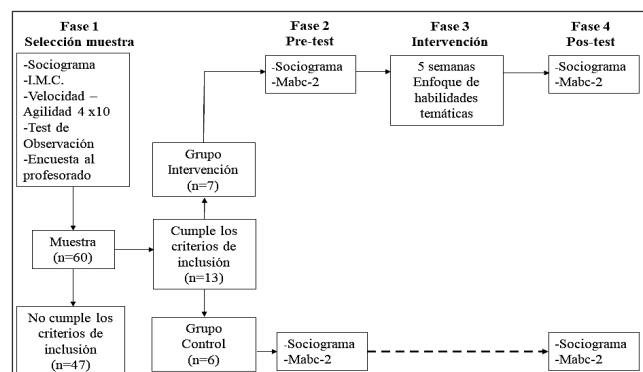 Fase 1
Selección muestra
-Sociograma
-I.M.C.
-Velocidad –
Agilidad 4 x10
-Test de
Observación
-Encuesta al
profesorado
Muestra
(n=60)
No cumple los
criterios de
inclusión
(n=47)
Grupo
Intervención
(n=7)
Cumple los
criterios de
inclusión
(n=13)
Grupo
Control
(n=6)
Fase 2
Pre-test
-Sociograma
-Mabc-2
-Sociograma
-Mabc-2
Fase 3
Intervención
5 semanas
Enfoque de
habilidades
temáticas
Fase 4
Pos-test
-Sociograma
-Mabc-2
-Sociograma
-Mabc-2